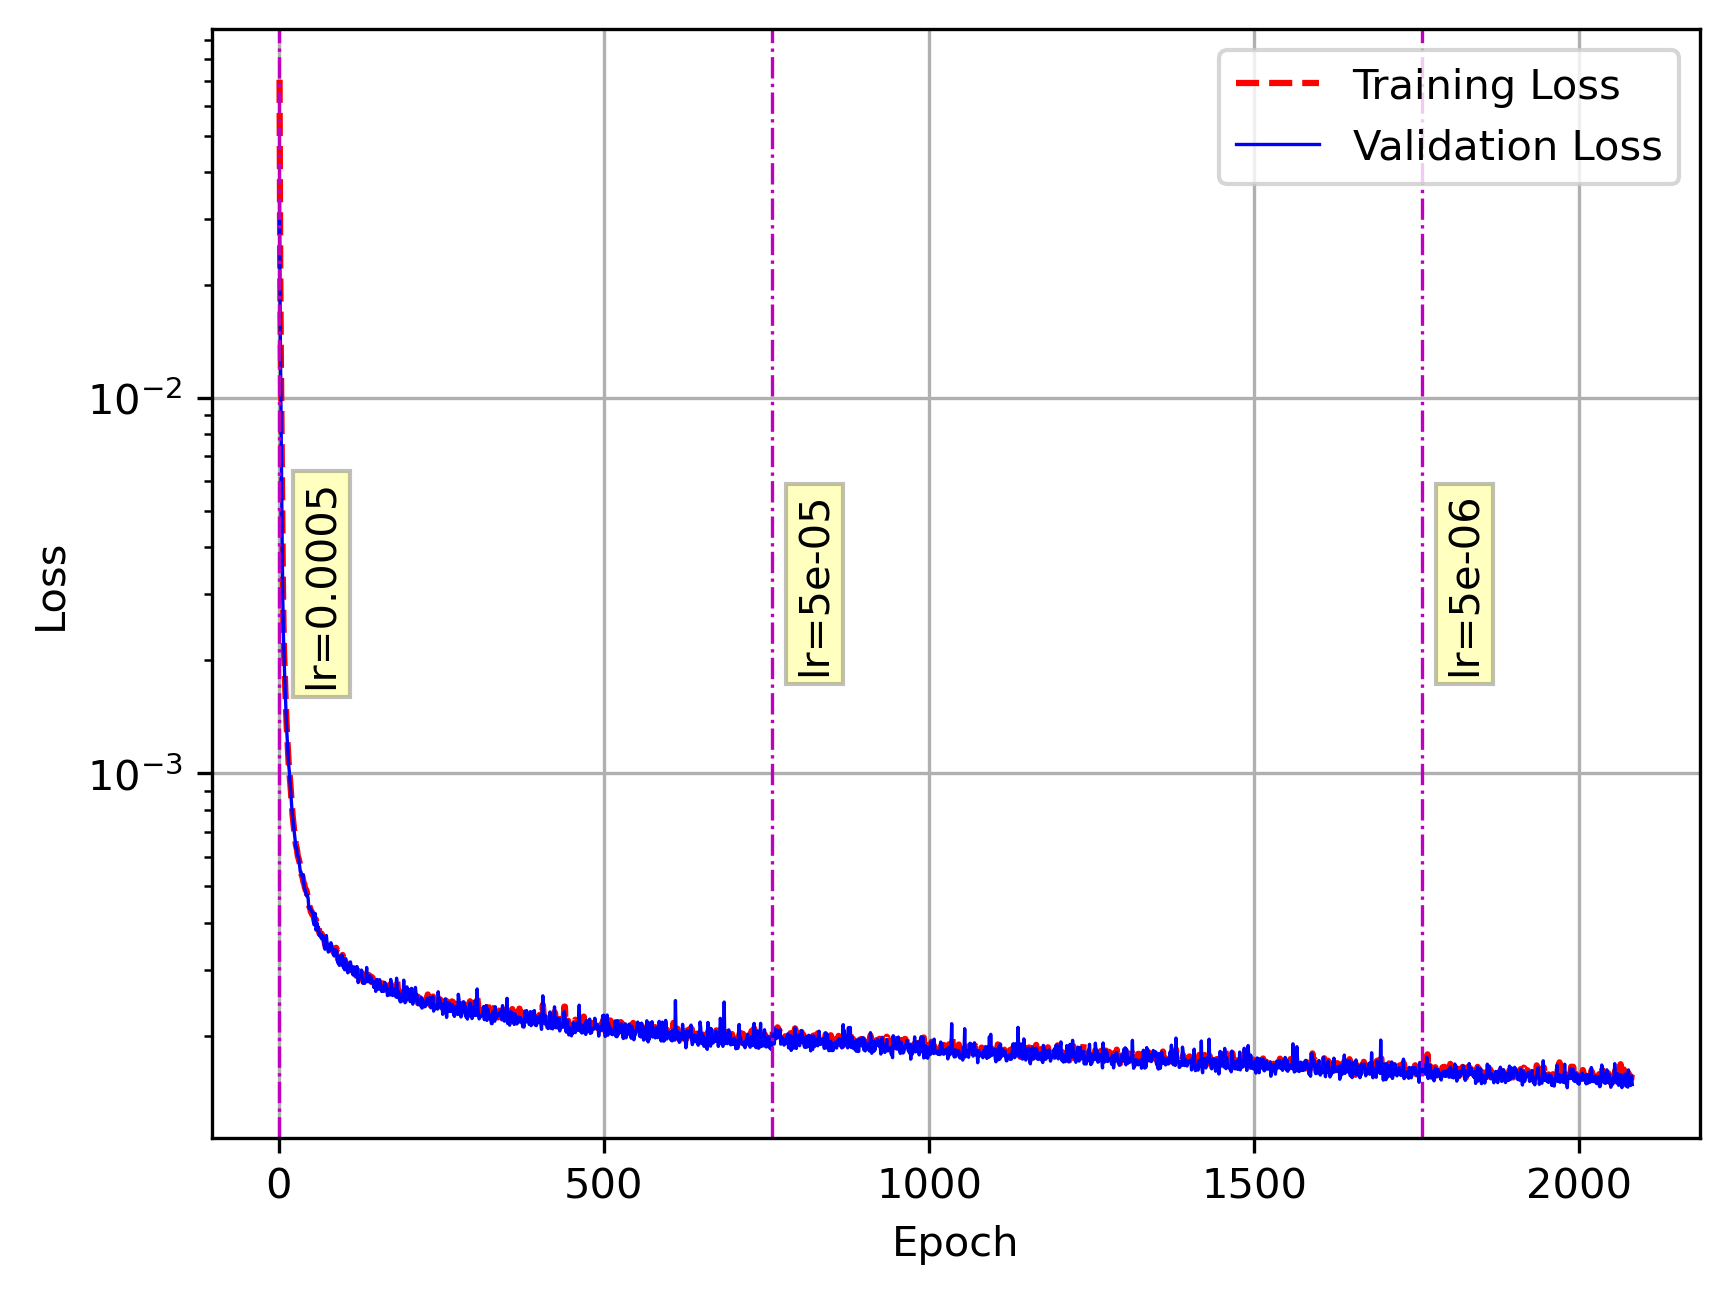 Training Loss
Validation Loss
10⁻²
10⁻³
Loss
lr=0.0005
lr=5e-05
lr=5e-06
0 500 1000 1500 2000
Epoch